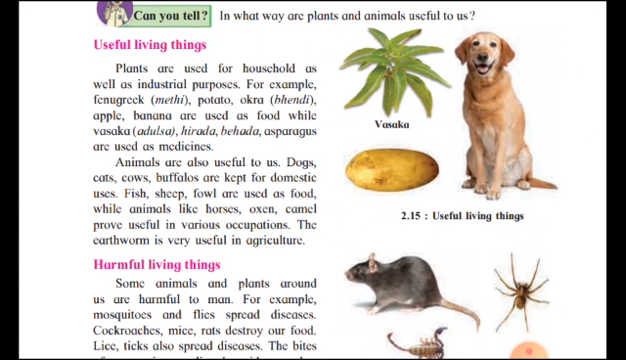 Can you tell? In what way are plants and animals useful to us?
Useful living things
Plants are used for household as
well as industrial purposes. For example,
fenugreek (methi), potato, okra (bhendi),
apple, banana are used as food while
vasaka (adulsa), hirada, behada, asparagus
are used as medicines.
Animals are also useful to us. Dogs,
cats, cows, buffalos are kept for domestic
uses. Fish, sheep, fowl are used as food,
while animals like horses, oxen, camel
prove useful in various occupations. The
earthworm is very useful in agriculture.
Vasaka
2.15 : Useful living things
Harmful living things
Some animals and plants around
us are harmful to man. For example,
mosquitoes and flies spread diseases.
Cockroaches, mice, rats destroy our food.
Lice, ticks also spread diseases. The bites